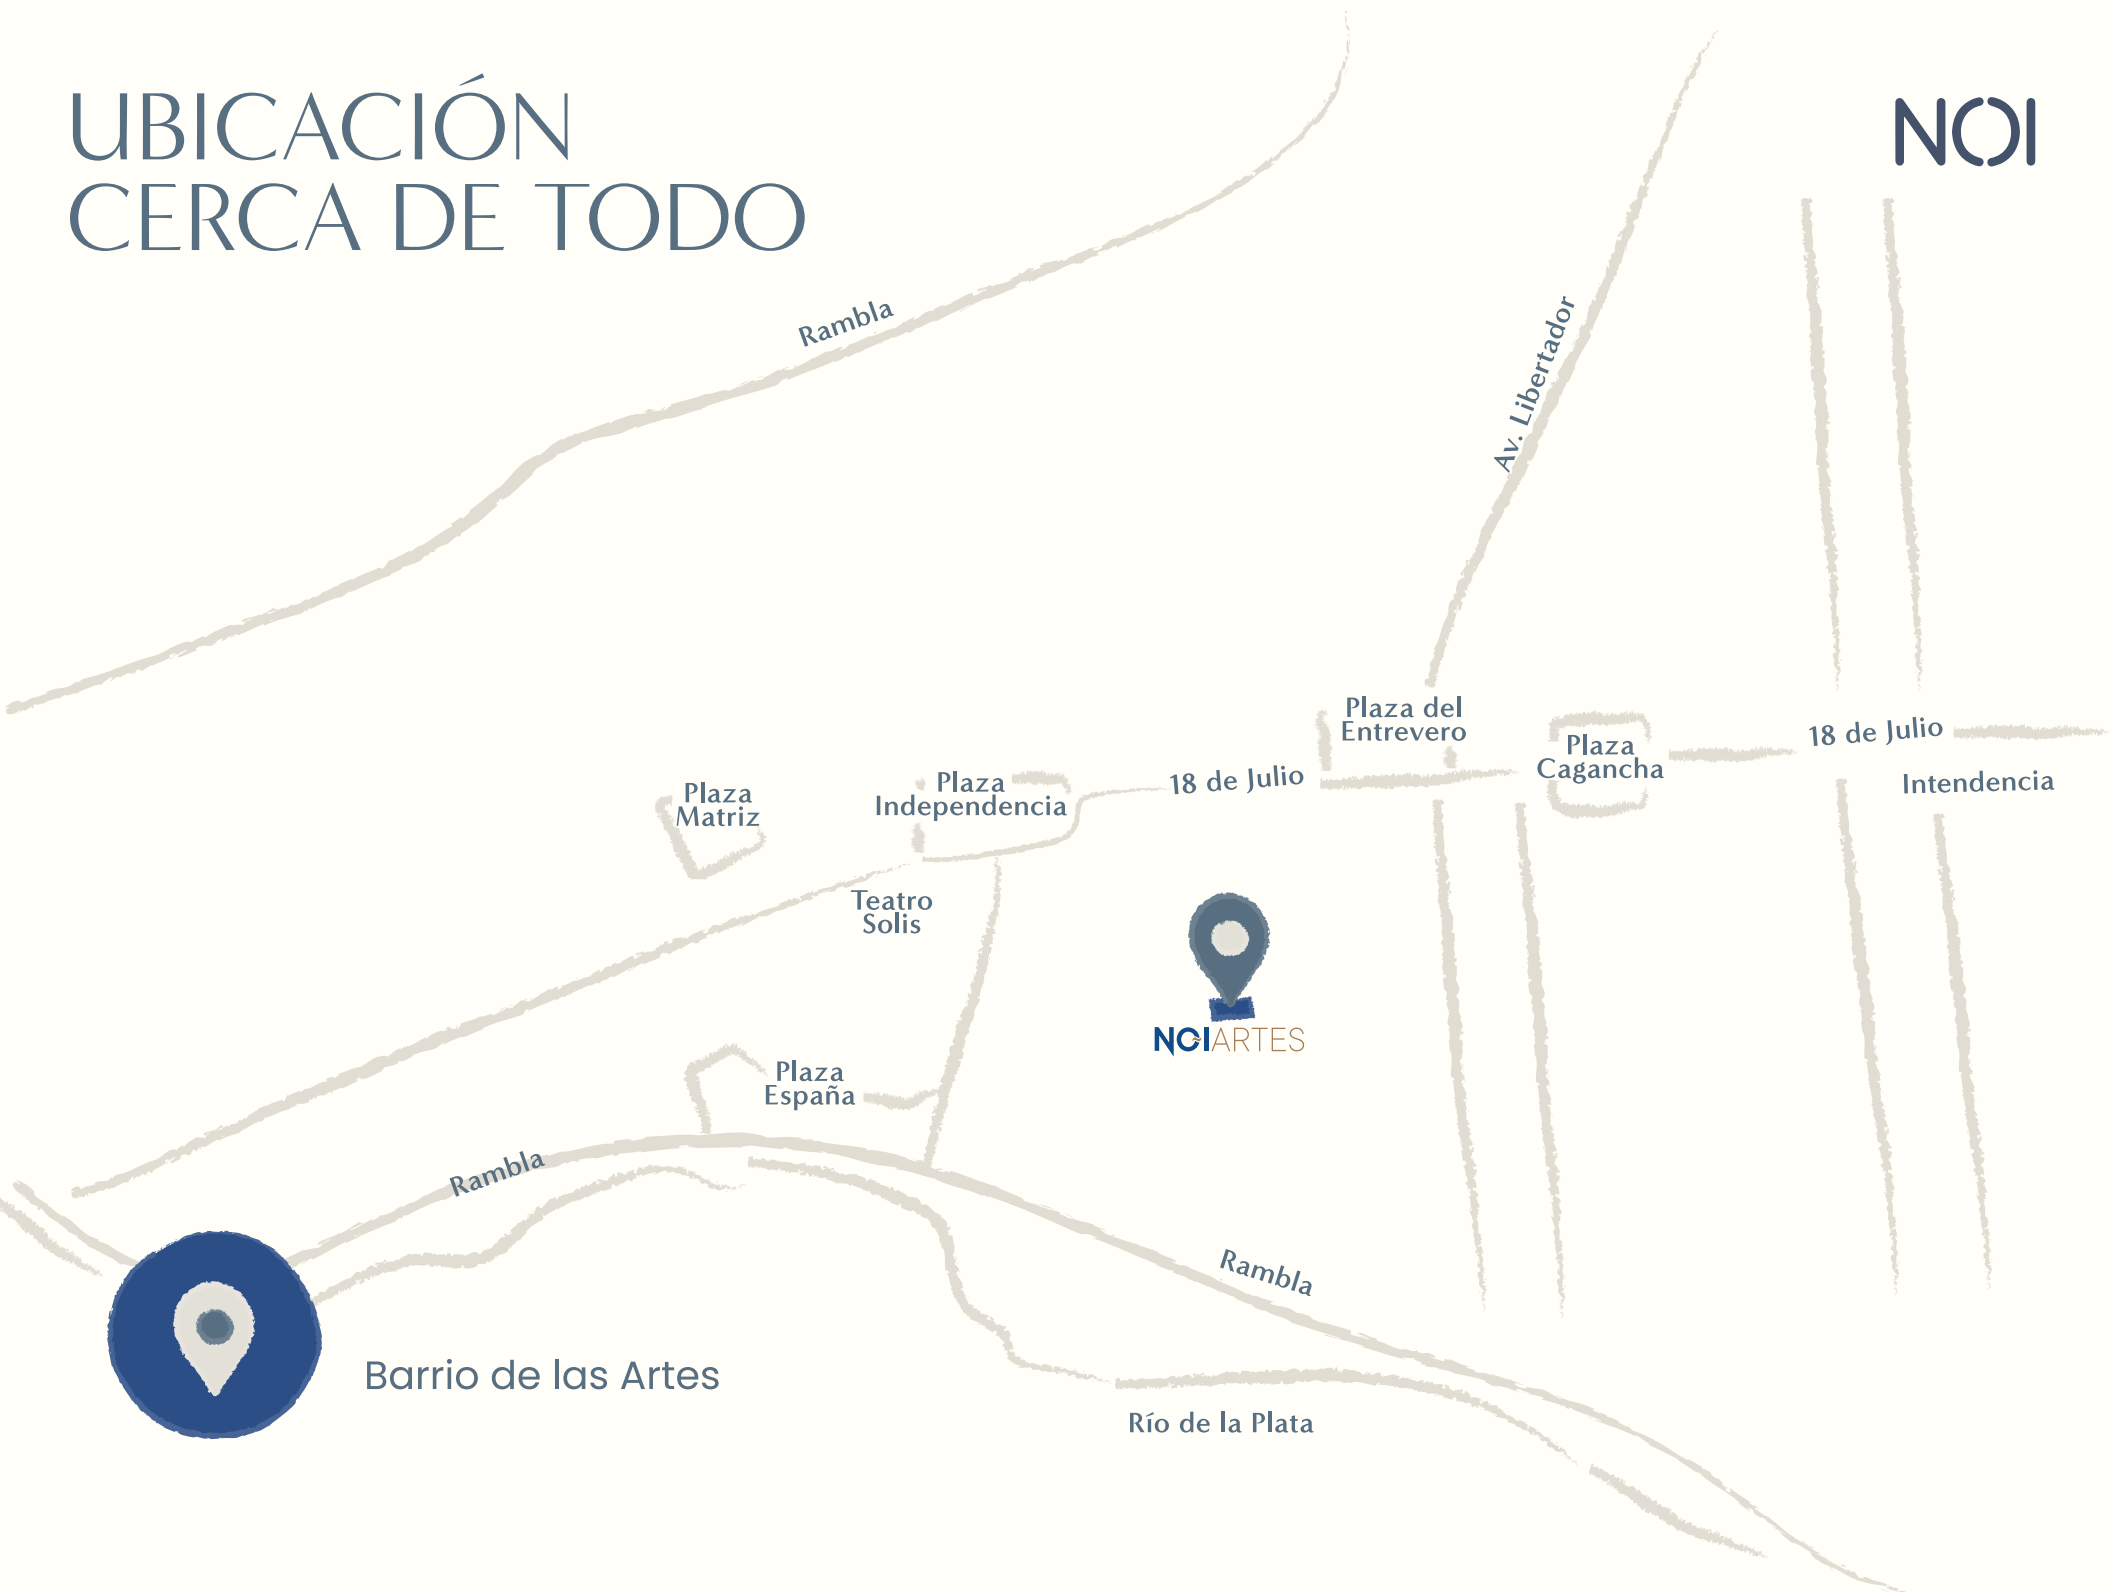 UBICACIÓN
CERCA DE TODO
NOI
Rambla
Av. Libertador
Plaza del
Entrevero
18 de Julio
Plaza
Cagancha
Intendencia
Plaza
Independencia
18 de Julio
Plaza
Matriz
Teatro
Solis
NOIARTES
Plaza
España
Rambla
Rambla
Barrio de las Artes
Río de la Plata